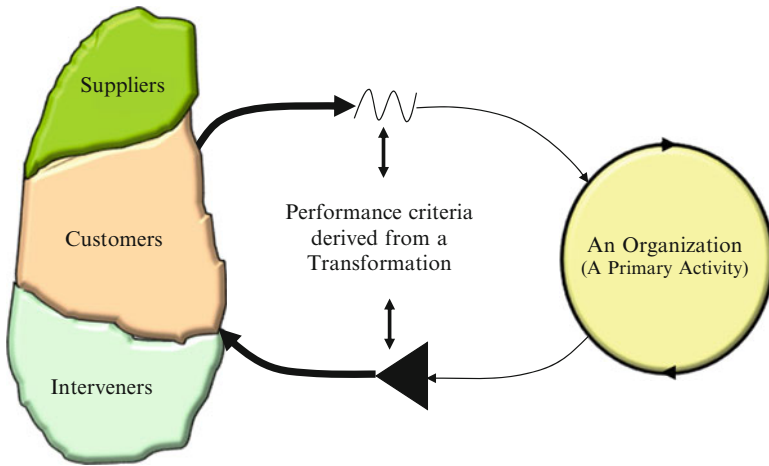 Suppliers
Customers
Interveners
Performance criteria
derived from a
Transformation
An Organization
(A Primary Activity)